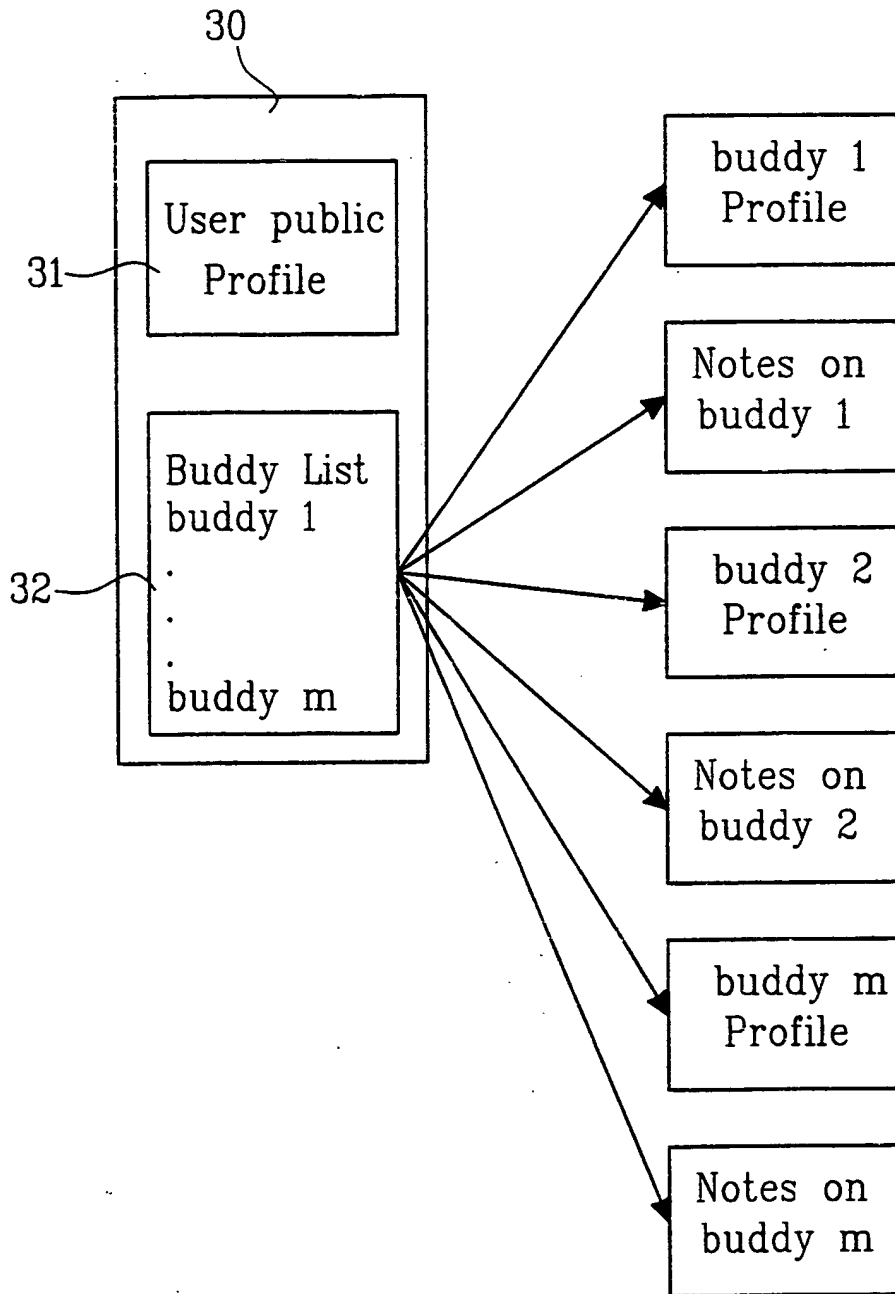 30
User public
Profile
31
Buddy List
buddy 1
.
.
.
buddy m
32
buddy 1
Profile
Notes on
buddy 1
buddy 2
Profile
Notes on
buddy 2
buddy m
Profile
Notes on
buddy m